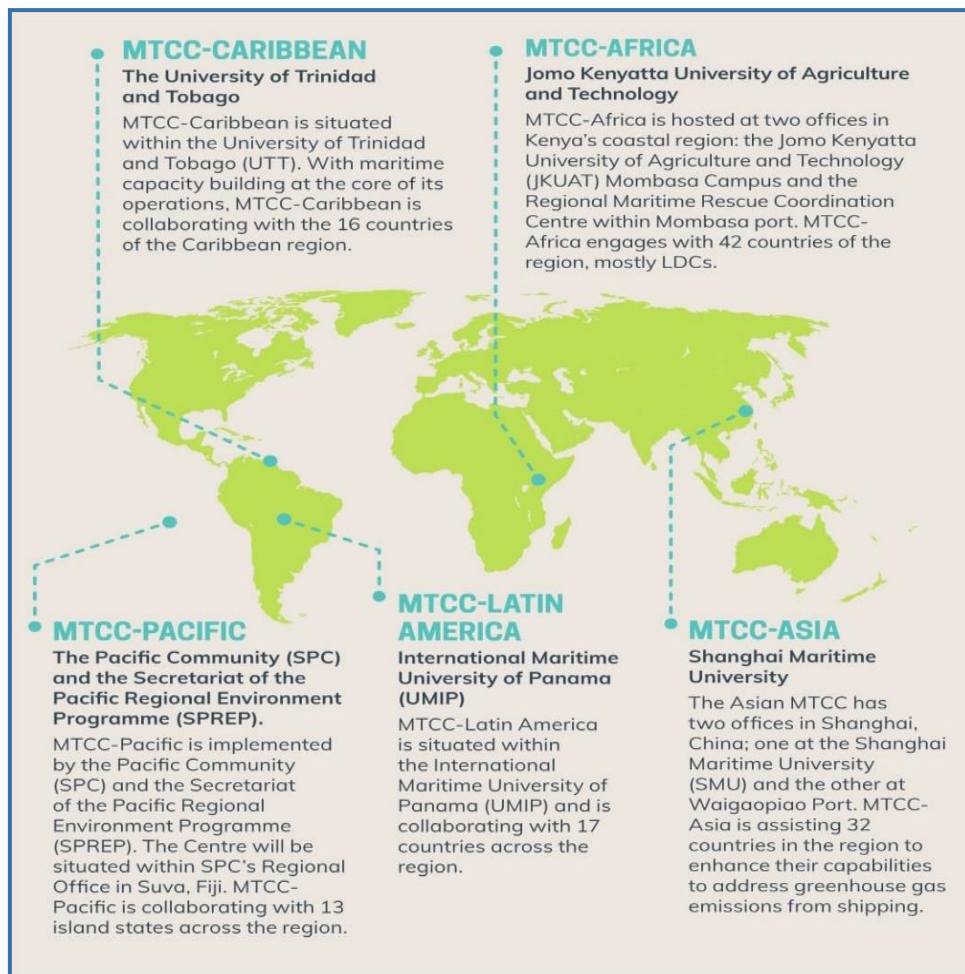 MTCC-CARIBBEAN
The University of Trinidad
and Tobago
MTCC-Caribbean is situated
within the University of Trinidad
and Tobago (UTT). With maritime
capacity building at the core of its
operations, MTCC-Caribbean is
collaborating with the 16 countries
of the Caribbean region.
MTCC-AFRICA
Jomo Kenyatta University of Agriculture
and Technology
MTCC-Africa is hosted at two offices in
Kenya’s coastal region: the Jomo Kenyatta
University of Agriculture and Technology
(JKUAT) Mombasa Campus and the
Regional Maritime Rescue Coordination
Centre within Mombasa port. MTCC-
Africa engages with 42 countries of the
region, mostly LDCs.
MTCC-PACIFIC
The Pacific Community (SPC)
and the Secretariat of the
Pacific Regional Environment
Programme (SPREP).
MTCC-Pacific is implemented
by the Pacific Community
(SPC) and the Secretariat
of the Pacific Regional
Environment Programme
(SPREP). The Centre will be
situated within SPC’s Regional
Office in Suva, Fiji. MTCC-
Pacific is collaborating with 13
island states across the region.
MTCC-LATIN
AMERICA
International Maritime
University of Panama
(UMIP)
MTCC-Latin America
is situated within
the International
Maritime University of
Panama (UMIP) and is
collaborating with 17
countries across the
region.
MTCC-ASIA
Shanghai Maritime
University
The Asian MTCC has
two offices in Shanghai,
China; one at the Shanghai
Maritime University
(SMU) and the other at
Waigaopiao Port. MTCC-
Asia is assisting 32
countries in the region to
enhance their capabilities
to address greenhouse gas
emissions from shipping.